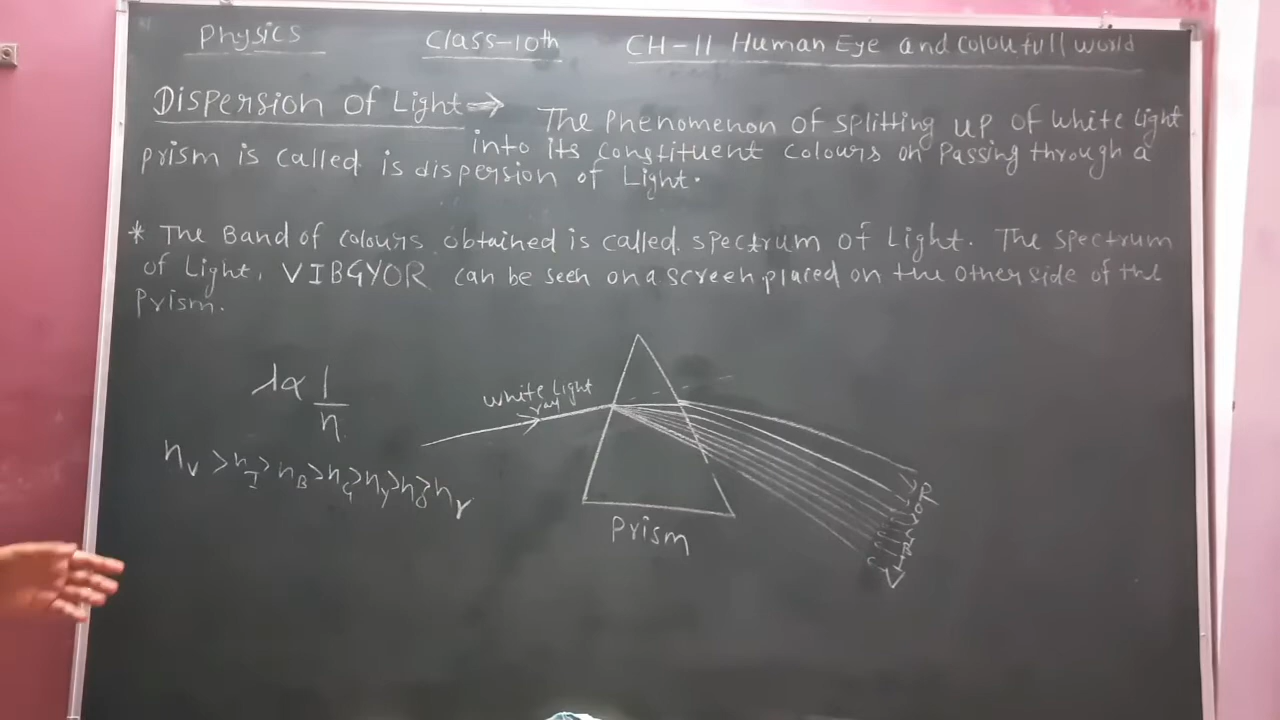 Physics Class-10th CH-11 Human Eye and Coloufull world
Dispersion of Light → The Phenomenon of splitting up of white Light
into its constituent colours on Passing through a
prism is called is dispersion of Light.
* The Band of colours obtained is called spectrum of Light. The spectrum
of Light, VIBGYOR can be seen on a screen placed on the other side of the
Prism.
λ∝ 1/n
nV > nI > nB > nG > ny > nO > nr
white light
ray
Prism
R
O